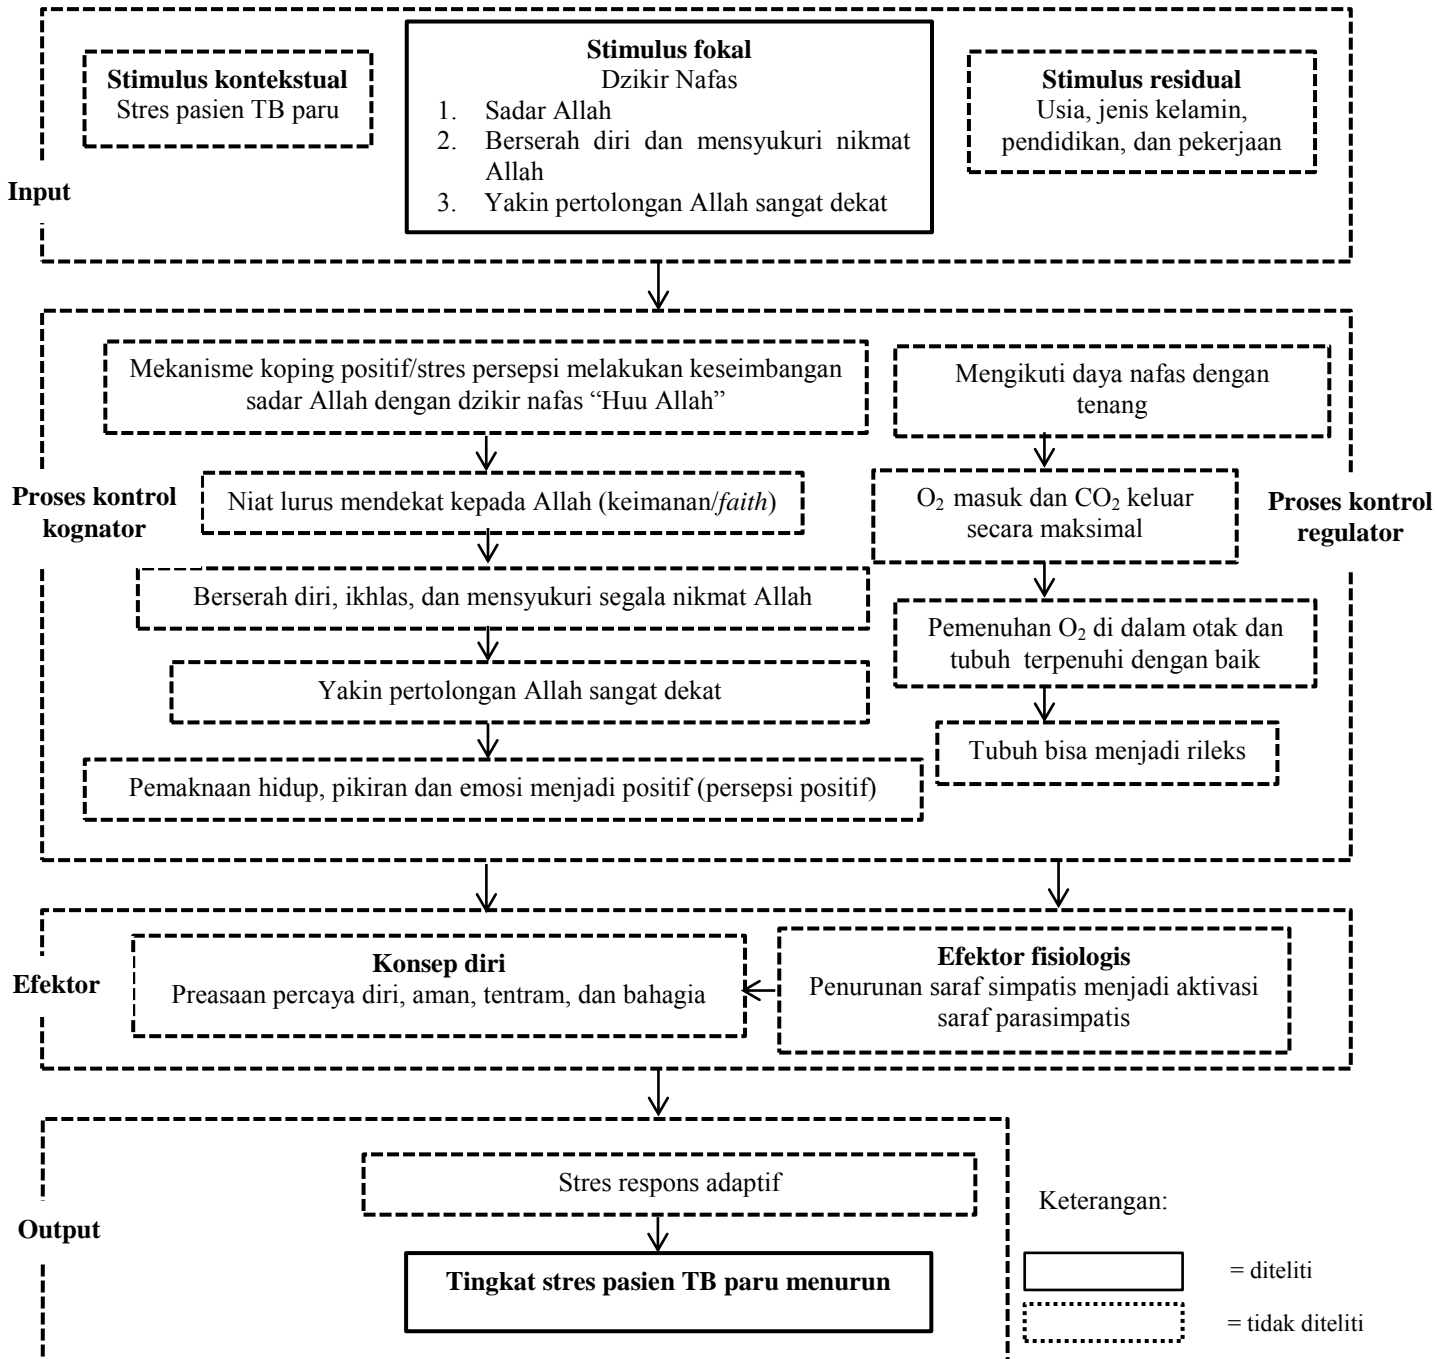 Stimulus kontekstual
Stres pasien TB paru
Stimulus fokal
Dzikir Nafas
1. Sadar Allah
2. Berserah diri dan mensyukuri nikmat
Allah
3. Yakin pertolongan Allah sangat dekat
Stimulus residual
Usia, jenis kelamin,
pendidikan, dan pekerjaan
Input
Mekanisme koping positif/stres persepsi melakukan keseimbangan
sadar Allah dengan dzikir nafas “Huu Allah”
Mengikuti daya nafas dengan
tenang
Proses kontrol
kognator
Niat lurus mendekat kepada Allah (keimanan/faith)
O₂ masuk dan CO₂ keluar
secara maksimal
Proses kontrol
regulator
Berserah diri, ikhlas, dan mensyukuri segala nikmat Allah
Pemenuhan O₂ di dalam otak dan
tubuh terpenuhi dengan baik
Yakin pertolongan Allah sangat dekat
Tubuh bisa menjadi rileks
Pemaknaan hidup, pikiran dan emosi menjadi positif (persepsi positif)
Efektor
Konsep diri
Preasaan percaya diri, aman, tentram, dan bahagia
Efektor fisiologis
Penurunan saraf simpatis menjadi aktivasi
saraf parasimpatis
Output
Stres respons adaptif
Tingkat stres pasien TB paru menurun
Keterangan:
= diteliti
= tidak diteliti